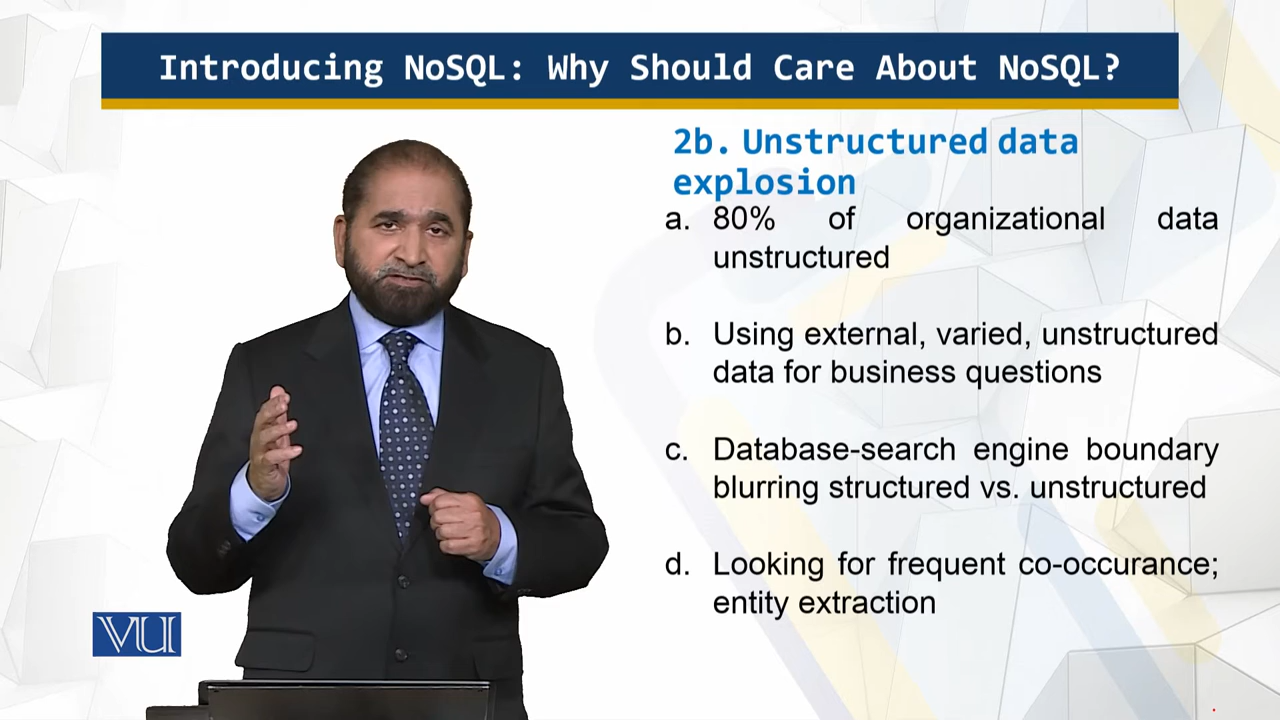 Introducing NoSQL: Why Should Care About NoSQL?
2b. Unstructured data
explosion
a. 80% of organizational data
unstructured
b. Using external, varied, unstructured
data for business questions
c. Database-search engine boundary
blurring structured vs. unstructured
d. Looking for frequent co-occurance;
entity extraction
VU